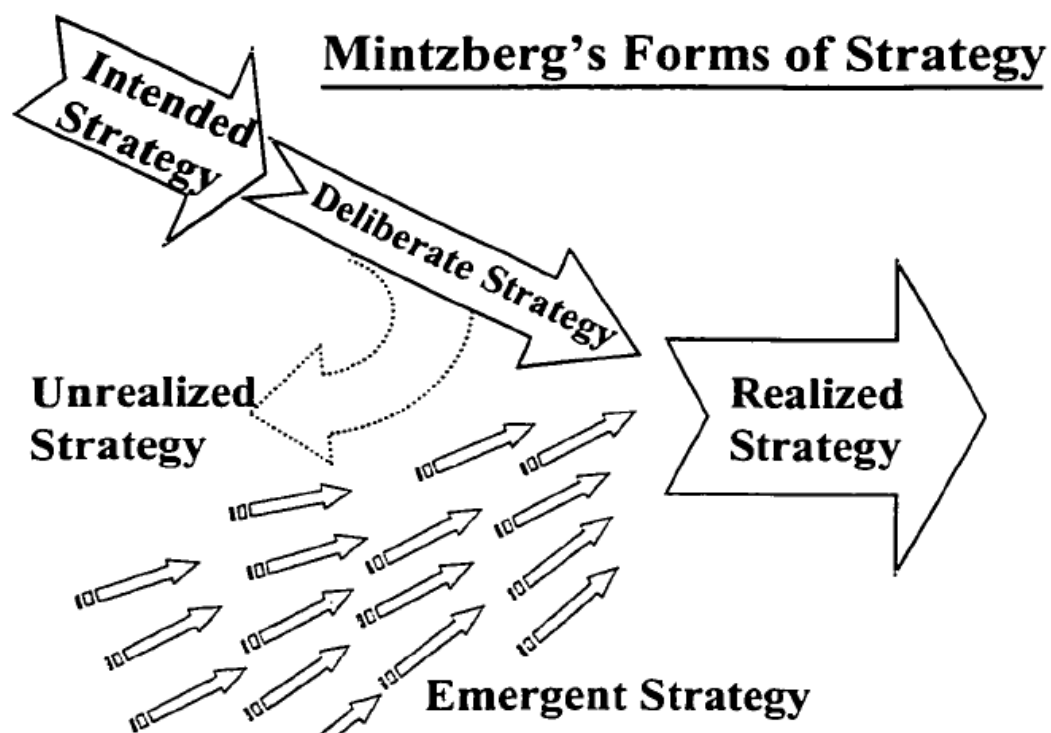 Mintzberg's Forms of Strategy
Intended
Strategy
Deliberate Strategy
Unrealized
Strategy
Realized
Strategy
Emergent Strategy